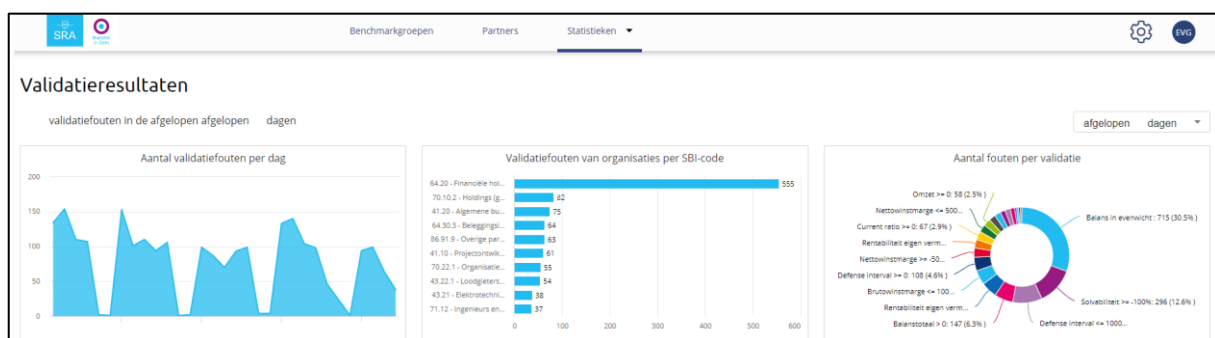 SRA
Branche
in Zicht
Benchmarkgroepen
Partners
Statistieken
EVG
Validatieresultaten
validatiefouten in de afgelopen afgelopen dagen
afgelopen dagen
Aantal validatiefouten per dag
200
150
100
50
0
Validatiefouten van organisaties per SBI-code
64.20 - Financiële hol... 555
70.10.2 - Holdings (g... 82
41.20 - Algemene bu... 75
64.30.3 - Beleggingsi... 64
86.91.9 - Overige par... 63
41.10 - Projectontwik... 61
70.22.1 - Organisatie... 55
43.22.1 - Loodgieters... 54
43.21 - Elektrotechni... 38
71.12 - Ingenieurs en... 37
0 100 200 300 400 500 600
Aantal fouten per validatie
Omzet >= 0: 58 (2.5% )
Nettowinstmarge <= 500...
Current ratio >= 0: 67 (2.9% )
Rentabiliteit eigen verm...
Nettowinstmarge >= -50...
Defense Interval >= 0: 108 (4.6% )
Brutowinstmarge <= 100...
Rentabiliteit eigen verm...
Balanstotaal > 0: 147 (6.3% )
Balans in evenwicht : 715 (30.5% )
Solvabiliteit >= -100%: 296 (12.6% )
Defense Interval <= 1000...